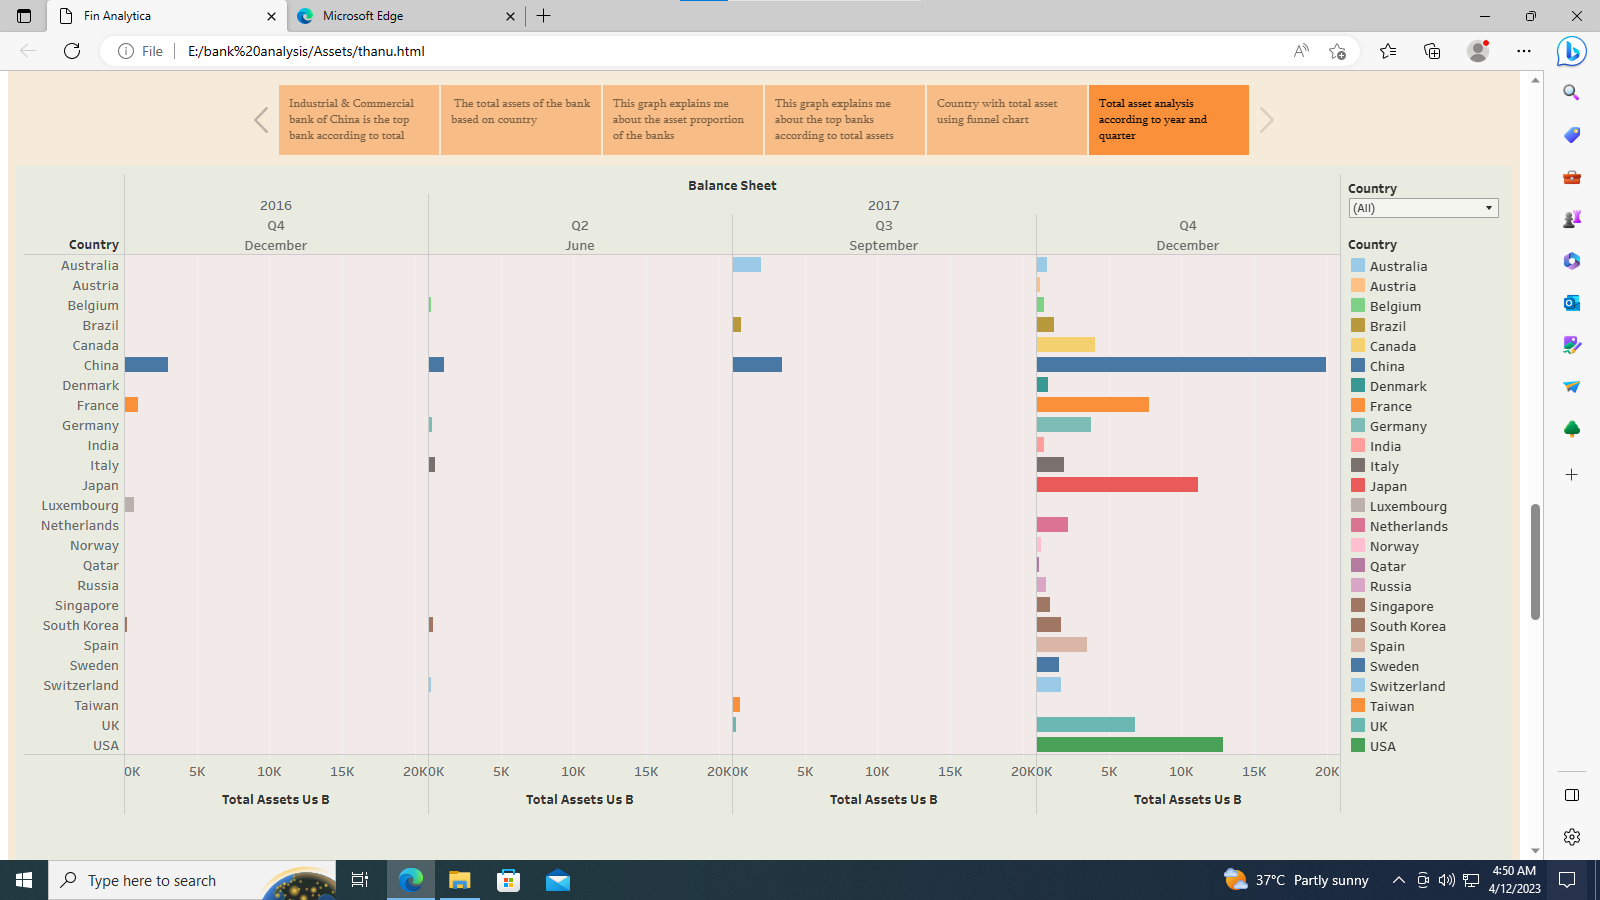 Fin Analytica
Microsoft Edge
File
E:/bank%20analysis/Assets/thanu.html
Industrial & Commercial
bank of China is the top
bank according to total
The total assets of the bank
based on country
This graph explains me
about the asset proportion
of the banks
This graph explains me
about the top banks
according to total assets
Country with total asset
using funnel chart
Total asset analysis
according to year and
quarter
Balance Sheet
2016
2017
Q4
Q2
Q3
Q4
Country
December
June
September
December
Australia
Austria
Belgium
Brazil
Canada
China
Denmark
France
Germany
India
Italy
Japan
Luxembourg
Netherlands
Norway
Qatar
Russia
Singapore
South Korea
Spain
Sweden
Switzerland
Taiwan
UK
USA
0K 5K 10K 15K 20K
0K 5K 10K 15K 20K
0K 5K 10K 15K 20K
0K 5K 10K 15K 20K
Total Assets Us B
Total Assets Us B
Total Assets Us B
Total Assets Us B
Country
(All)
Country
Australia
Austria
Belgium
Brazil
Canada
China
Denmark
France
Germany
India
Italy
Japan
Luxembourg
Netherlands
Norway
Qatar
Russia
Singapore
South Korea
Spain
Sweden
Switzerland
Taiwan
UK
USA
Type here to search
37°C Partly sunny
4:50 AM
4/12/2023